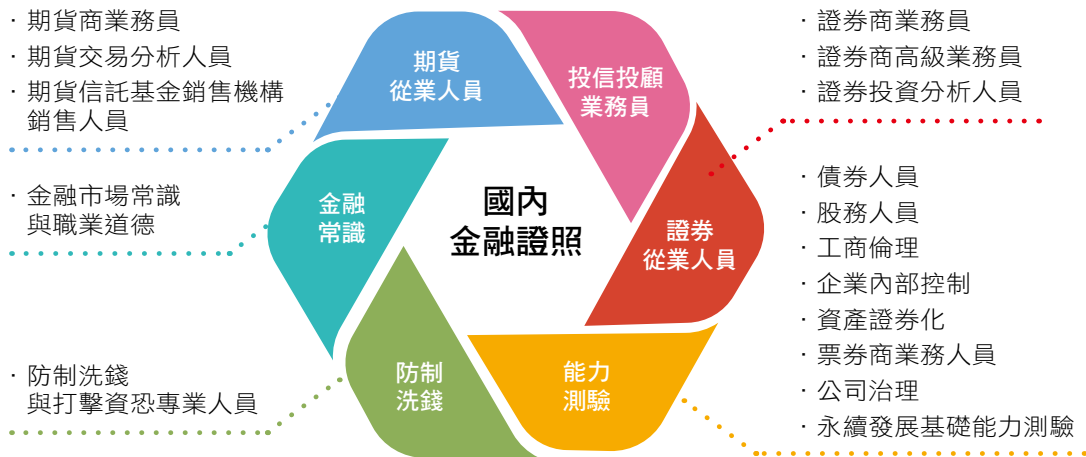 · 期貨商業務員
· 期貨交易分析人員
· 期貨信託基金銷售機構
銷售人員
· 金融市場常識
與職業道德
· 防制洗錢
與打擊資恐專業人員
期貨
從業人員
投信投顧
業務員
金融
常識
國內
金融證照
證券
從業人員
防制
洗錢
能力
測驗
· 證券商業務員
· 證券商高級業務員
· 證券投資分析人員
· 債券人員
· 股務人員
· 工商倫理
· 企業內部控制
· 資產證券化
· 票券商業務人員
· 公司治理
· 永續發展基礎能力測驗